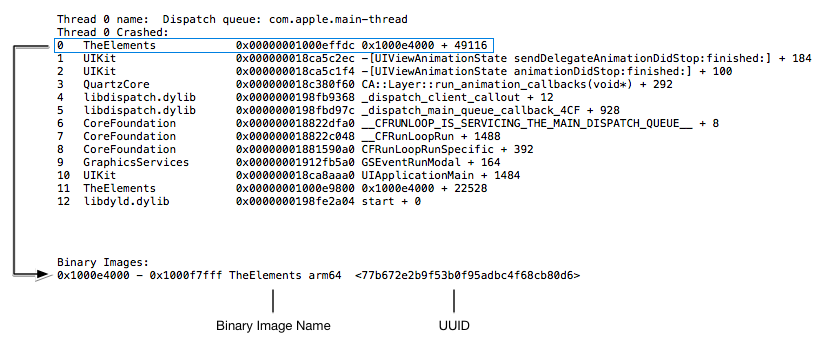 Thread 0 name:  Dispatch queue: com.apple.main-thread
Thread 0 Crashed:
0   TheElements             0x00000001000effdc 0x1000e4000 + 49116
1   UIKit                   0x000000018ca5c2ec -[UIViewAnimationState sendDelegateAnimationDidStop:finished:] + 184
2   UIKit                   0x000000018ca5c1f4 -[UIViewAnimationState animationDidStop:finished:] + 100
3   QuartzCore              0x000000018c380f60 CA::Layer::run_animation_callbacks(void*) + 292
4   libdispatch.dylib       0x0000000198fb9368 _dispatch_client_callout + 12
5   libdispatch.dylib       0x0000000198fbd97c _dispatch_main_queue_callback_4CF + 928
6   CoreFoundation          0x000000018822dfa0 __CFRUNLOOP_IS_SERVICING_THE_MAIN_DISPATCH_QUEUE__ + 8
7   CoreFoundation          0x000000018822c048 __CFRunLoopRun + 1488
8   CoreFoundation          0x00000001881590a0 CFRunLoopRunSpecific + 392
9   GraphicsServices        0x00000001912fb5a0 GSEventRunModal + 164
10  UIKit                   0x000000018ca8aaa0 UIApplicationMain + 1484
11  TheElements             0x00000001000e9800 0x1000e4000 + 22528
12  libdyld.dylib           0x0000000198fe2a04 start + 0
Binary Images:
0x1000e4000 - 0x1000f7fff TheElements arm64  <77b672e2b9f53b0f95adbc4f68cb80d6>
Binary Image Name UUID